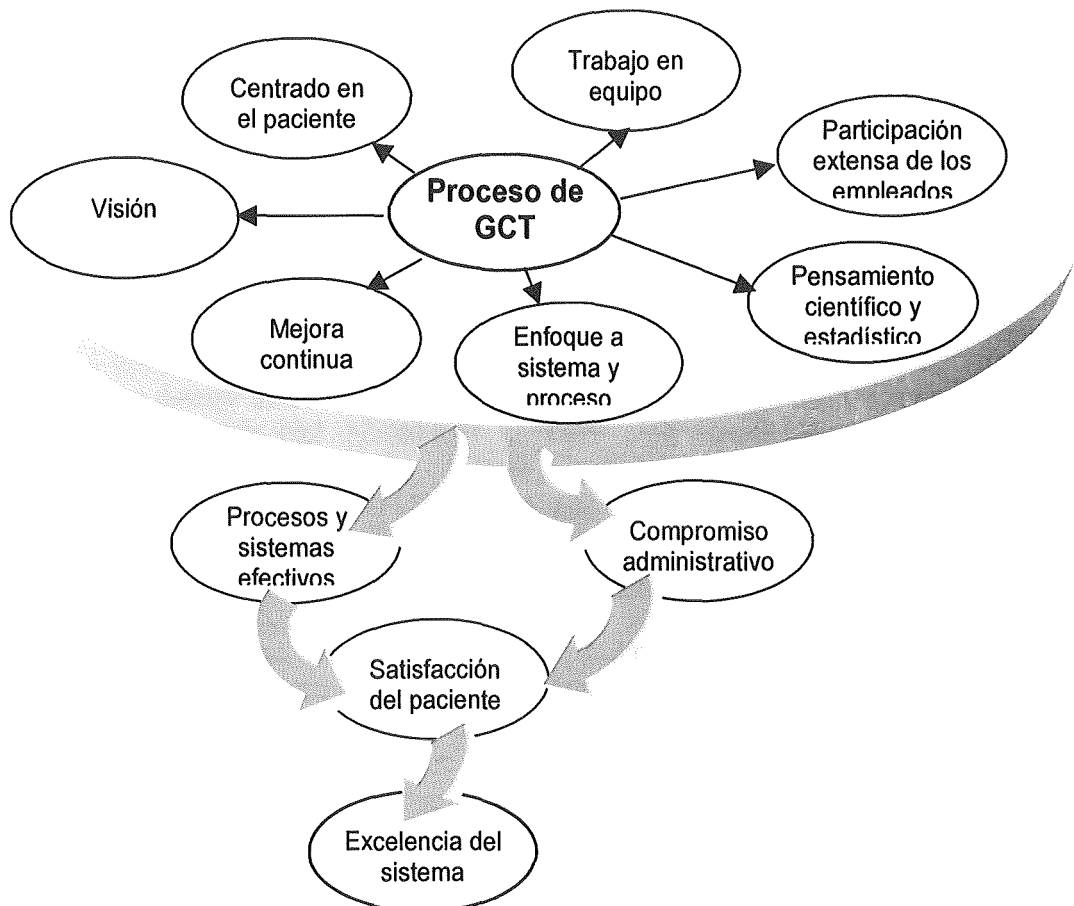 Trabajo en
equipo
Centrado en
el paciente
Participación
extensa de los
empleados
Proceso de
GCT
Visión
Pensamiento
científico y
estadístico
Mejora
continua
Enfoque a
sistema y
proceso
Procesos y
sistemas
efectivos
Compromiso
administrativo
Satisfacción
del paciente
Excelencia del
sistema